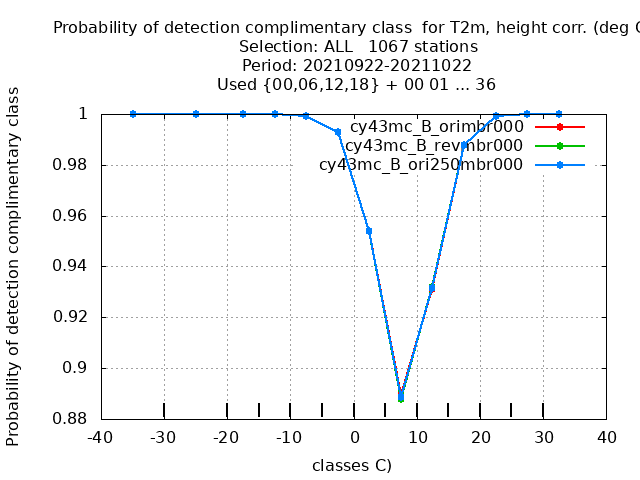 Probability of detection complimentary class  for T2m, height corr. (deg C
Selection: ALL   1067 stations
Period: 20210922-20211022
Used {00,06,12,18} + 00 01 ... 36
Probability of detection complimentary class
1
0.98
0.96
0.94
0.92
0.9
0.88
cy43mc_B_orimbr000
cy43mc_B_revmbr000
cy43mc_B_ori250mbr000
-40 -30 -20 -10 0 10 20 30 40
classes C)